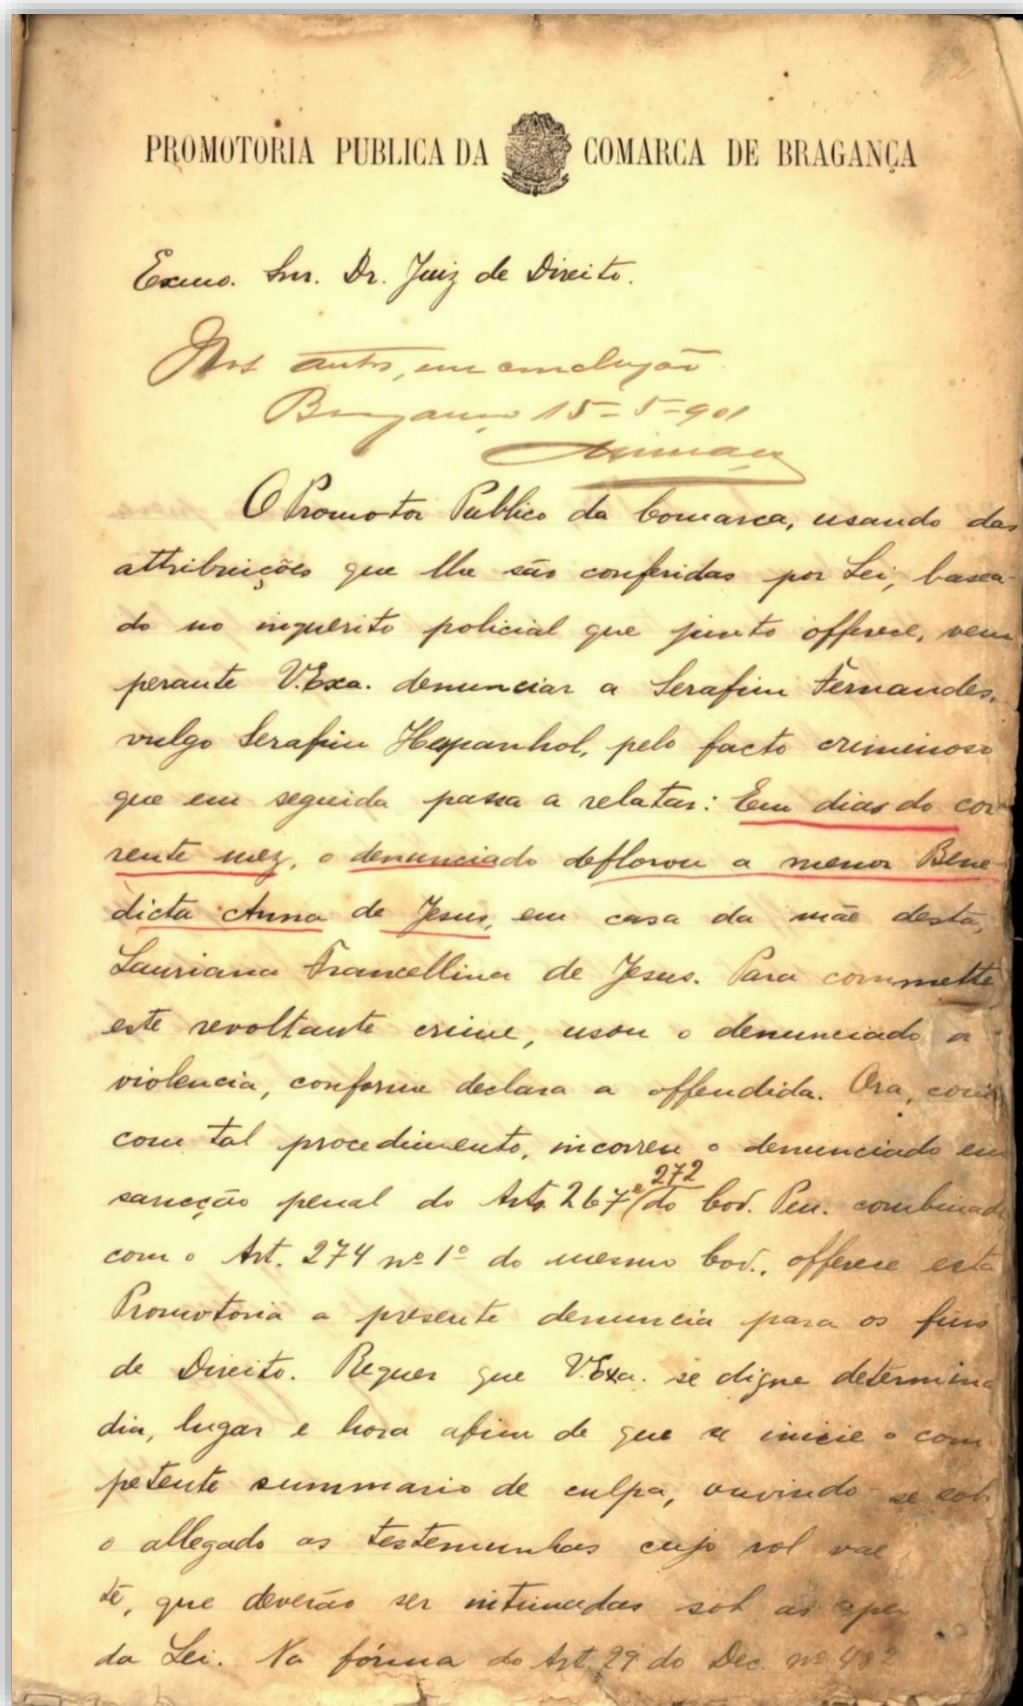 PROMOTORIA PUBLICA DA COMARCA DE BRAGANÇA
Exmo. Snr. Dr. Juiz de Direito.
Nos autos, em conclusão
Bragança 15-5-901
O Promotor Publico da Comarca, usando das
attribuições que lhe são conferidas por Lei, basea-
do no inquerito policial que junto offerece, vem
perante V. Exa. denunciar a Serafim Fernandes,
vulgo Serafim Hespanhol, pelo facto criminoso
que em seguida passa a relatar: Em dias do cor-
rente mez, o denunciado deflorou a menor Bene-
dicta Anna de Jesus, em casa da mãe desta,
Lauriana Francellina de Jesus. Para commette
este revoltante crime, usou o denunciado a
violencia, conforme declara a offendida. Ora, como
com tal procedimento, incorreu o denunciado em
sancção penal do Arts. 267 e 272 do Cod. Pen. combinado
com o Art. 274 nº 1º do mesmo Cod., offerece esta
Promotoria a presente denuncia para os fins
de Direito. Requer que V. Exa. se digne determina
dia, lugar e hora afim de que se inicie o com
petente summario de culpa, ouvindo-se sob
o allegado as testemunhas cujo rol vae
te, que deverão ser intimadas sob as
da Lei. Na fórma do Art. 29 do Dec. nº 482